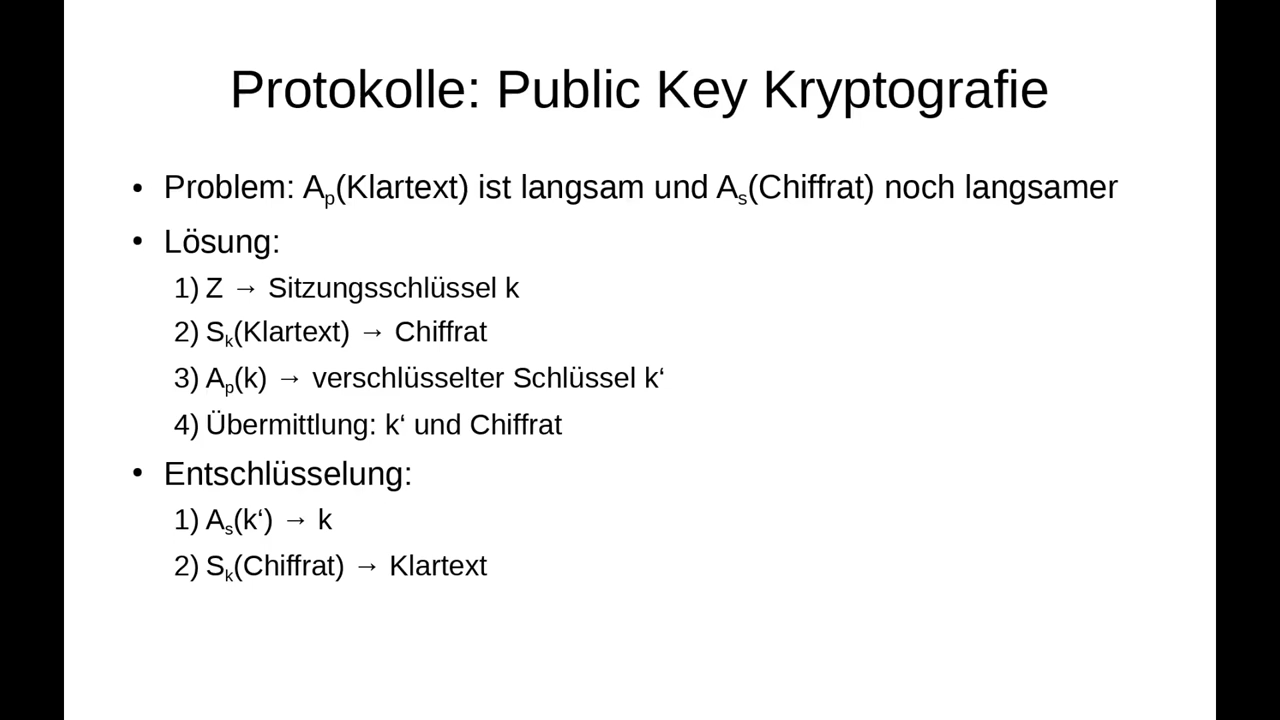 Protokolle: Public Key Kryptografie
• Problem: Aₚ(Klartext) ist langsam und Aₛ(Chiffrat) noch langsamer
• Lösung:
1) Z → Sitzungsschlüssel k
2) Sₖ(Klartext) → Chiffrat
3) Aₚ(k) → verschlüsselter Schlüssel k‘
4) Übermittlung: k‘ und Chiffrat
• Entschlüsselung:
1) Aₛ(k‘) → k
2) Sₖ(Chiffrat) → Klartext